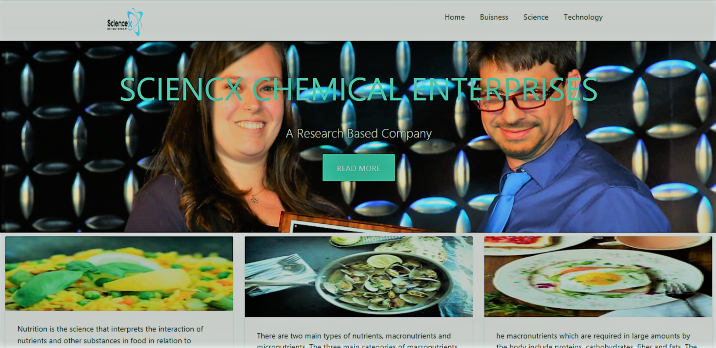 Sciencx
Home Buisness Science Technology
SCIENCX CHEMICAL ENTERPRISES
A Research Based Company
READ MORE
Nutrition is the science that interprets the interaction of
nutrients and other substances in food in relation to
There are two main types of nutrients, macronutrients and
micronutrients. The three main categories of macronutrients
he macronutrients which are required in large amounts by
the body include proteins, carbohydrates, fiber and fats. The